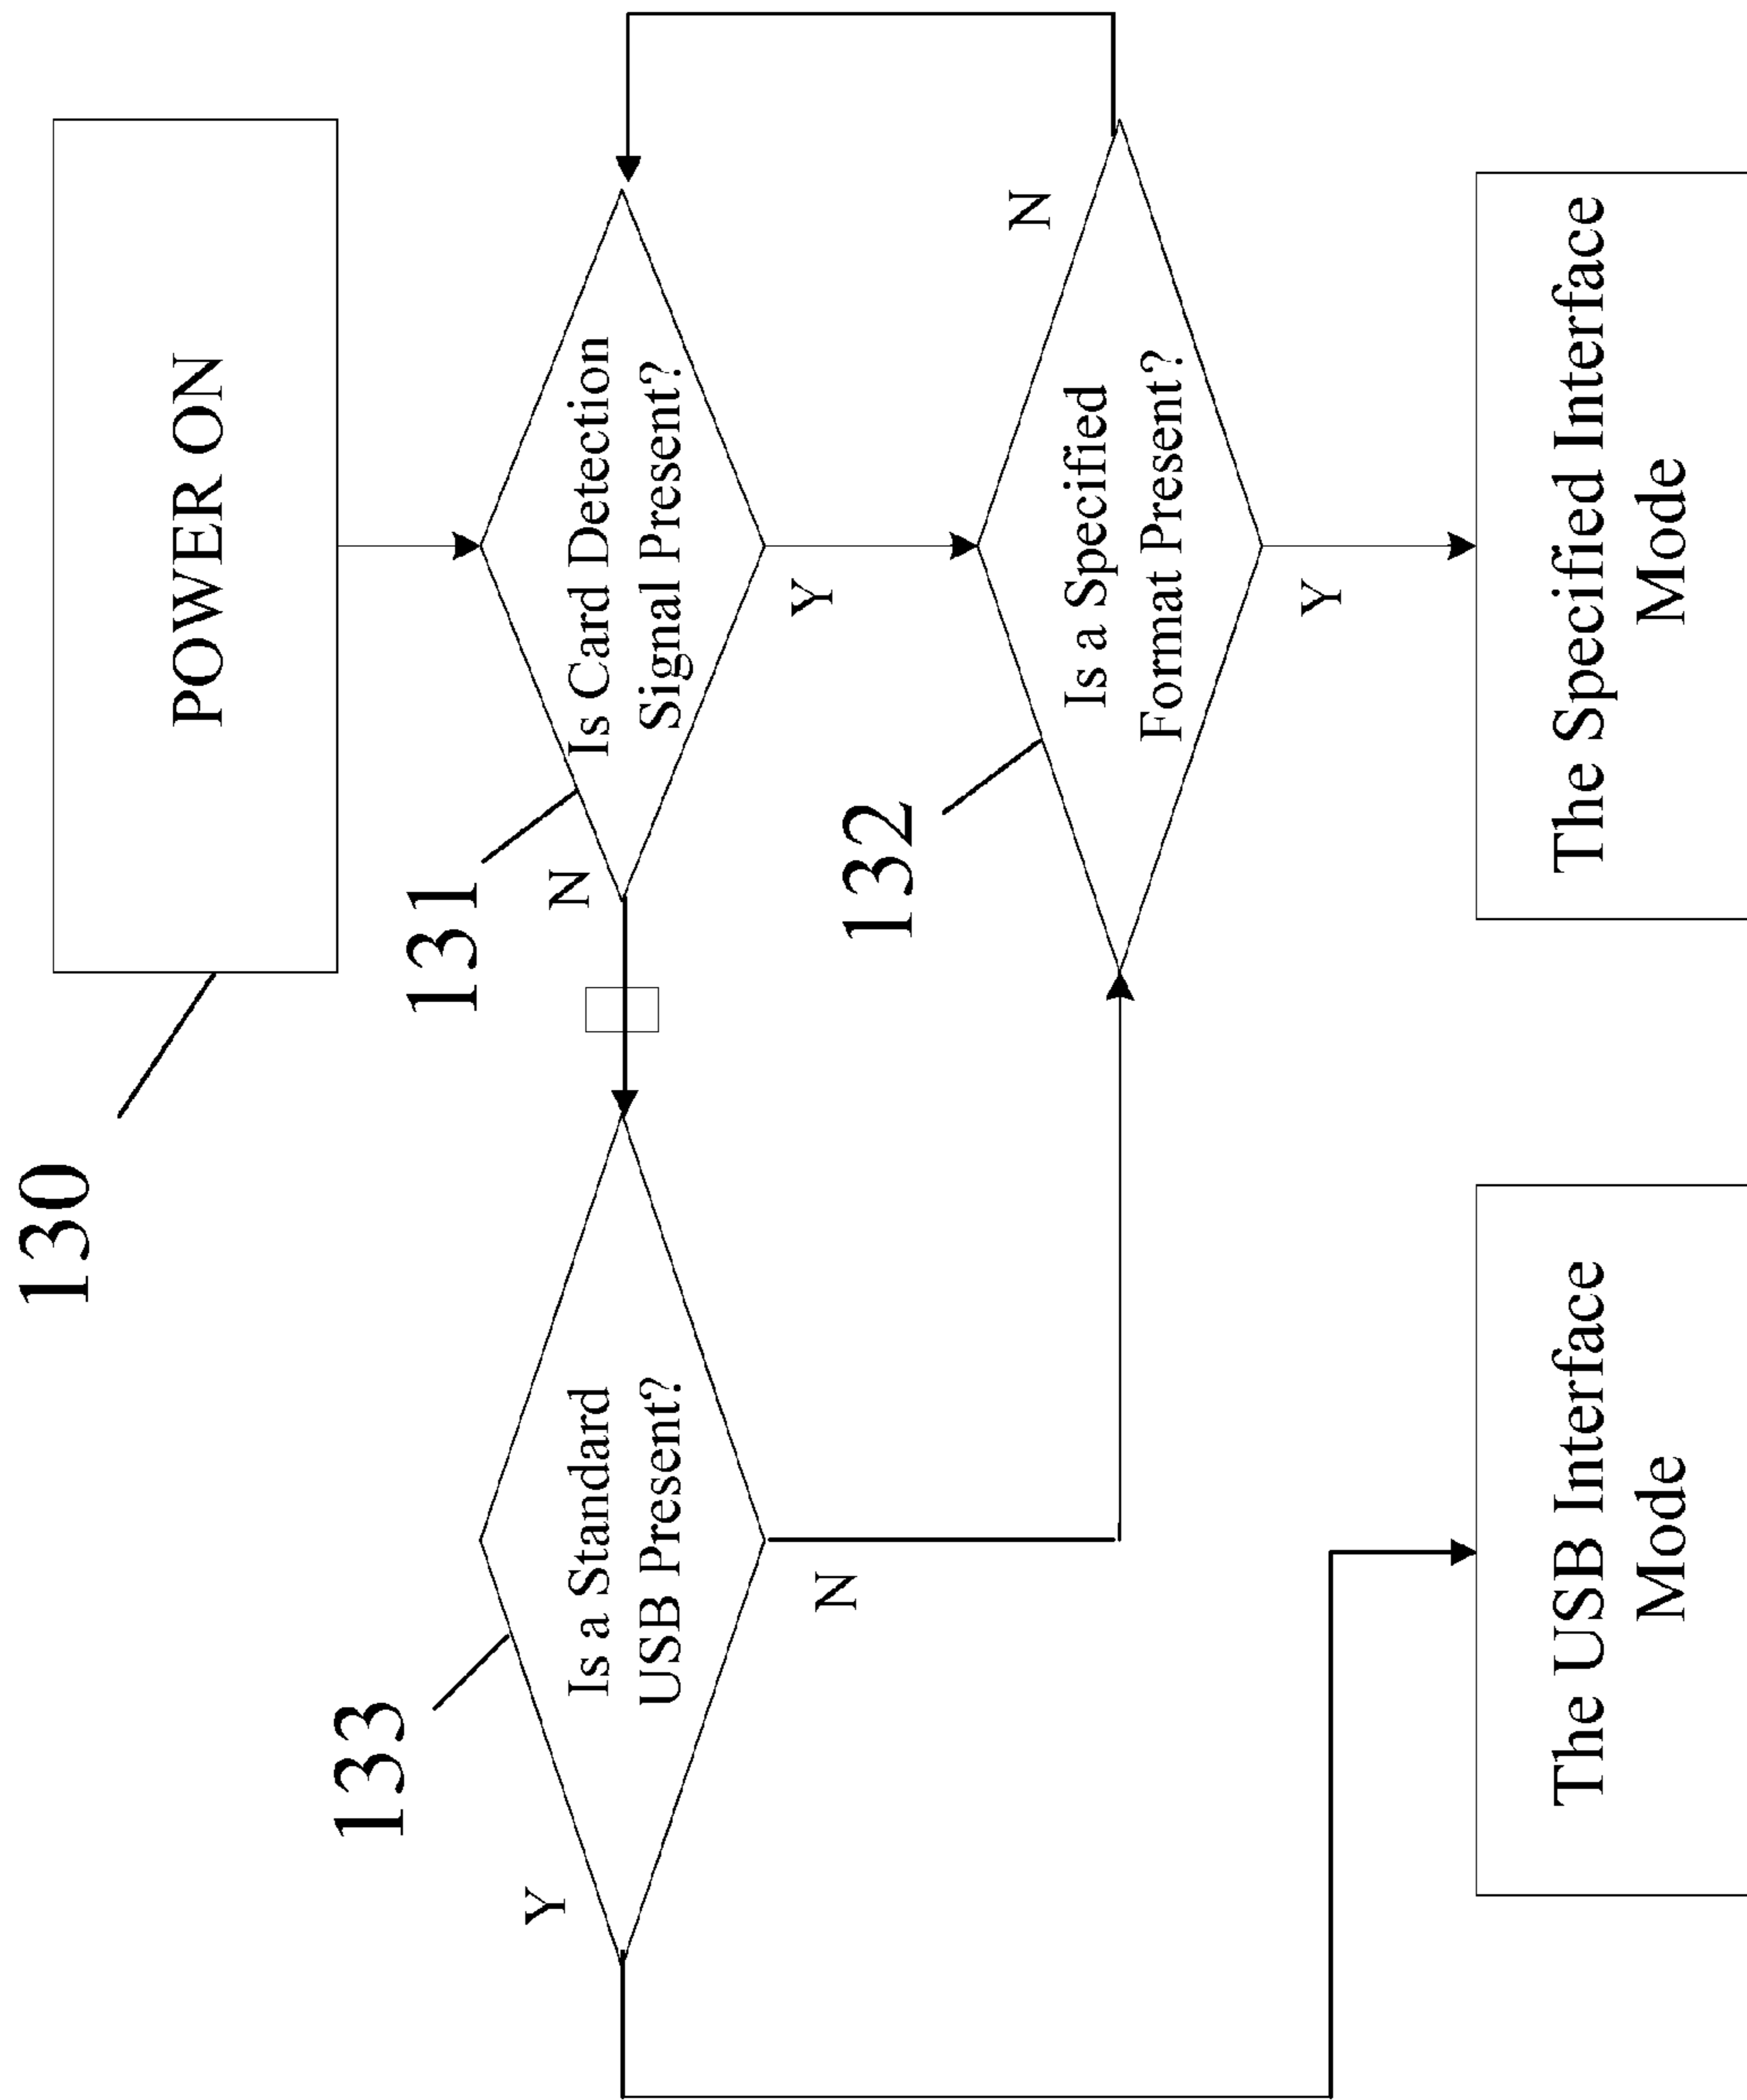 130
POWER ON
131
Is Card Detection
Signal Present?
N
Y
133
Is a Standard
USB Present?
Y
N
132
Is a Specified
Format Present?
N
Y
The USB Interface
Mode
The Specified Interface
Mode